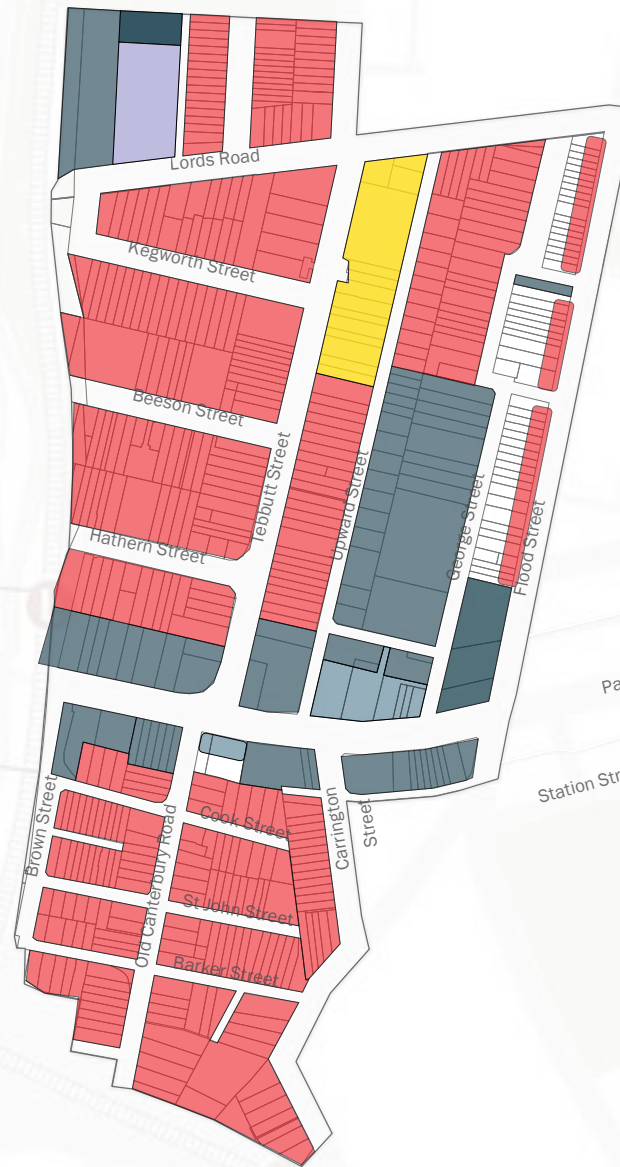 Lords Road
Kegworth Street
Beeson Street
Tebbutt Street
Upward Street
George Street
Flood Street
Hathern Street
Pa
Station Str
Brown Street
Old Canterbury Road
Cook Street
Carrington
Street
St John Street
Barker Street